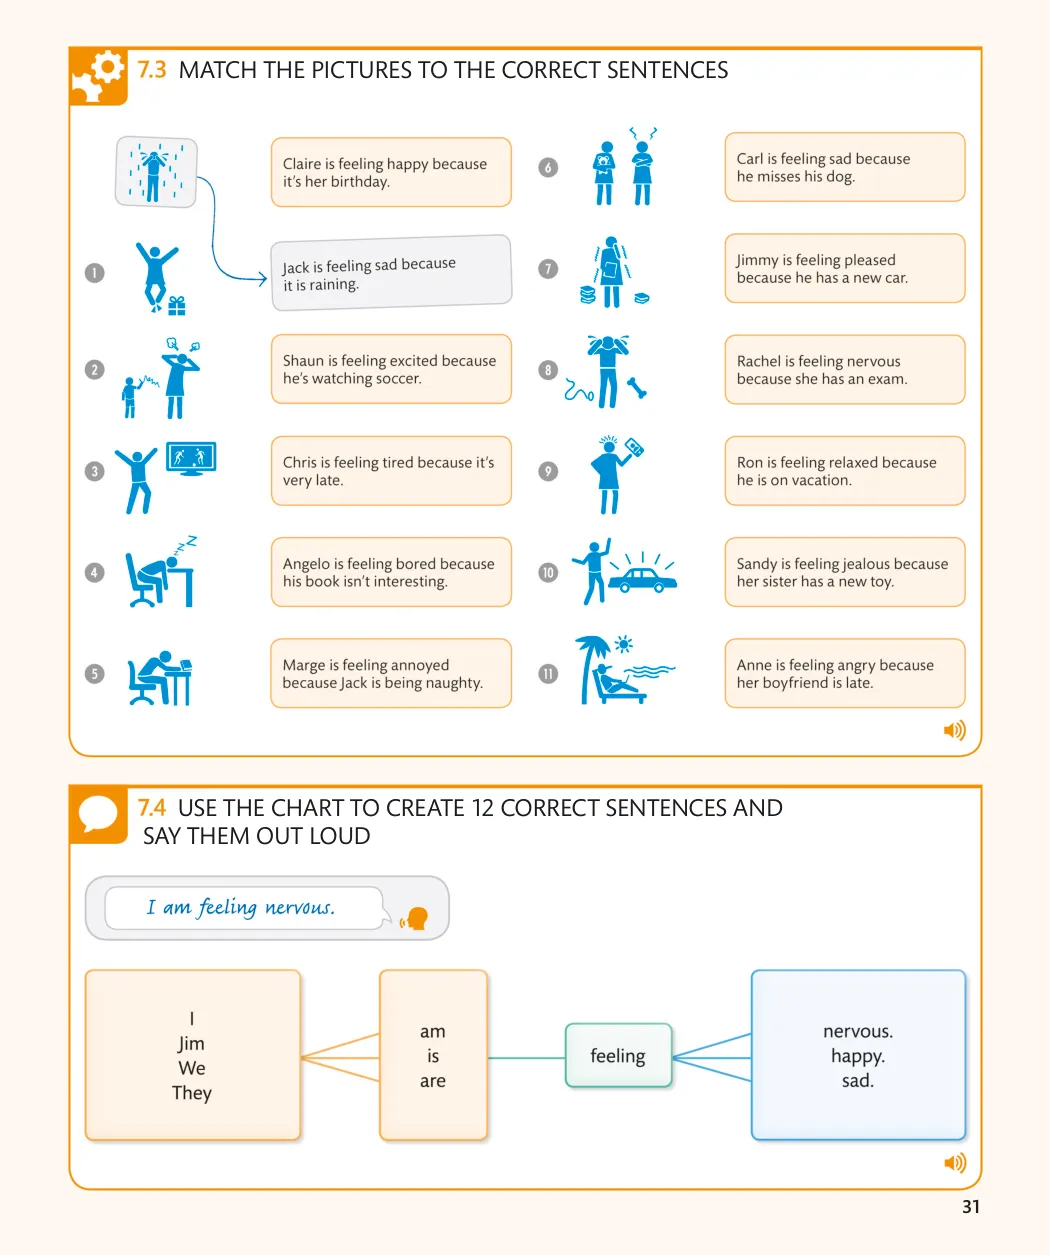 7.3 MATCH THE PICTURES TO THE CORRECT SENTENCES
Claire is feeling happy because
it’s her birthday.
1
Jack is feeling sad because
it is raining.
2
Shaun is feeling excited because
he’s watching soccer.
3
Chris is feeling tired because it’s
very late.
4
Angelo is feeling bored because
his book isn’t interesting.
5
Marge is feeling annoyed
because Jack is being naughty.
6
Carl is feeling sad because
he misses his dog.
7
Jimmy is feeling pleased
because he has a new car.
8
Rachel is feeling nervous
because she has an exam.
9
Ron is feeling relaxed because
he is on vacation.
10
Sandy is feeling jealous because
her sister has a new toy.
11
Anne is feeling angry because
her boyfriend is late.
7.4 USE THE CHART TO CREATE 12 CORRECT SENTENCES AND
SAY THEM OUT LOUD
I am feeling nervous.
I
Jim
We
They
am
is
are
feeling
nervous.
happy.
sad.
31